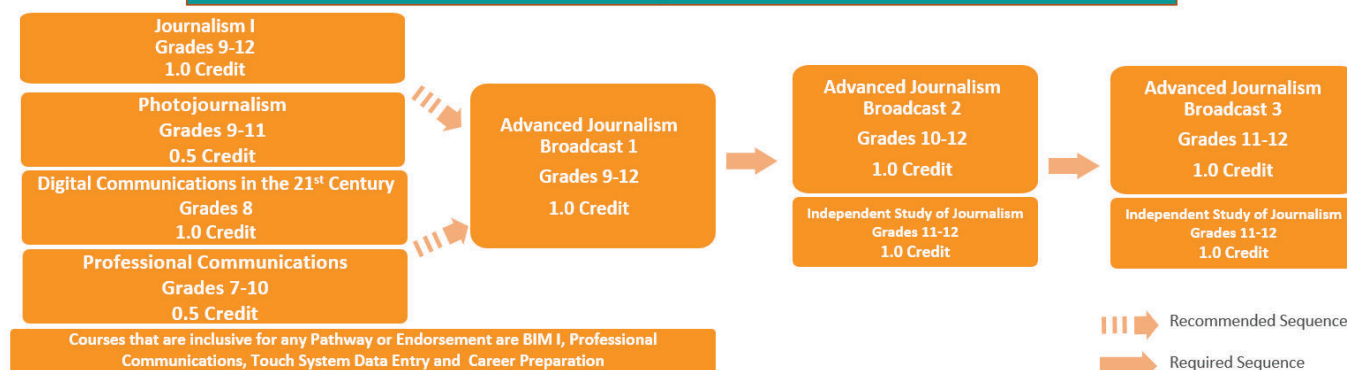 Journalism I
Grades 9-12
1.0 Credit
Photojournalism
Grades 9-11
0.5 Credit
Digital Communications in the 21st Century
Grades 8
1.0 Credit
Professional Communications
Grades 7-10
0.5 Credit
Courses that are inclusive for any Pathway or Endorsement are BIM I, Professional
Communications, Touch System Data Entry and Career Preparation
Advanced Journalism
Broadcast 1
Grades 9-12
1.0 Credit
Advanced Journalism
Broadcast 2
Grades 10-12
1.0 Credit
Independent Study of Journalism
Grades 11-12
1.0 Credit
Advanced Journalism
Broadcast 3
Grades 11-12
1.0 Credit
Independent Study of Journalism
Grades 11-12
1.0 Credit
Recommended Sequence
Required Sequence